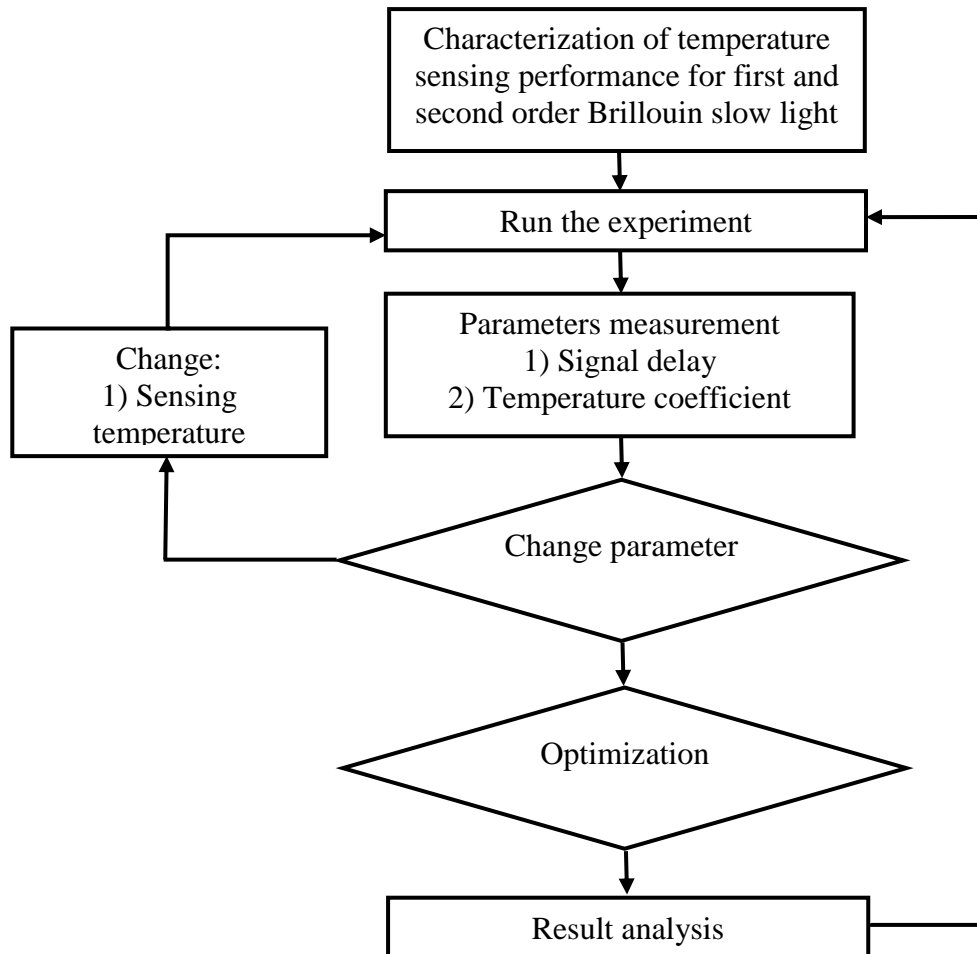 Characterization of temperature
sensing performance for first and
second order Brillouin slow light
Run the experiment
Parameters measurement
1) Signal delay
2) Temperature coefficient
Change:
1) Sensing
temperature
Change parameter
Optimization
Result analysis